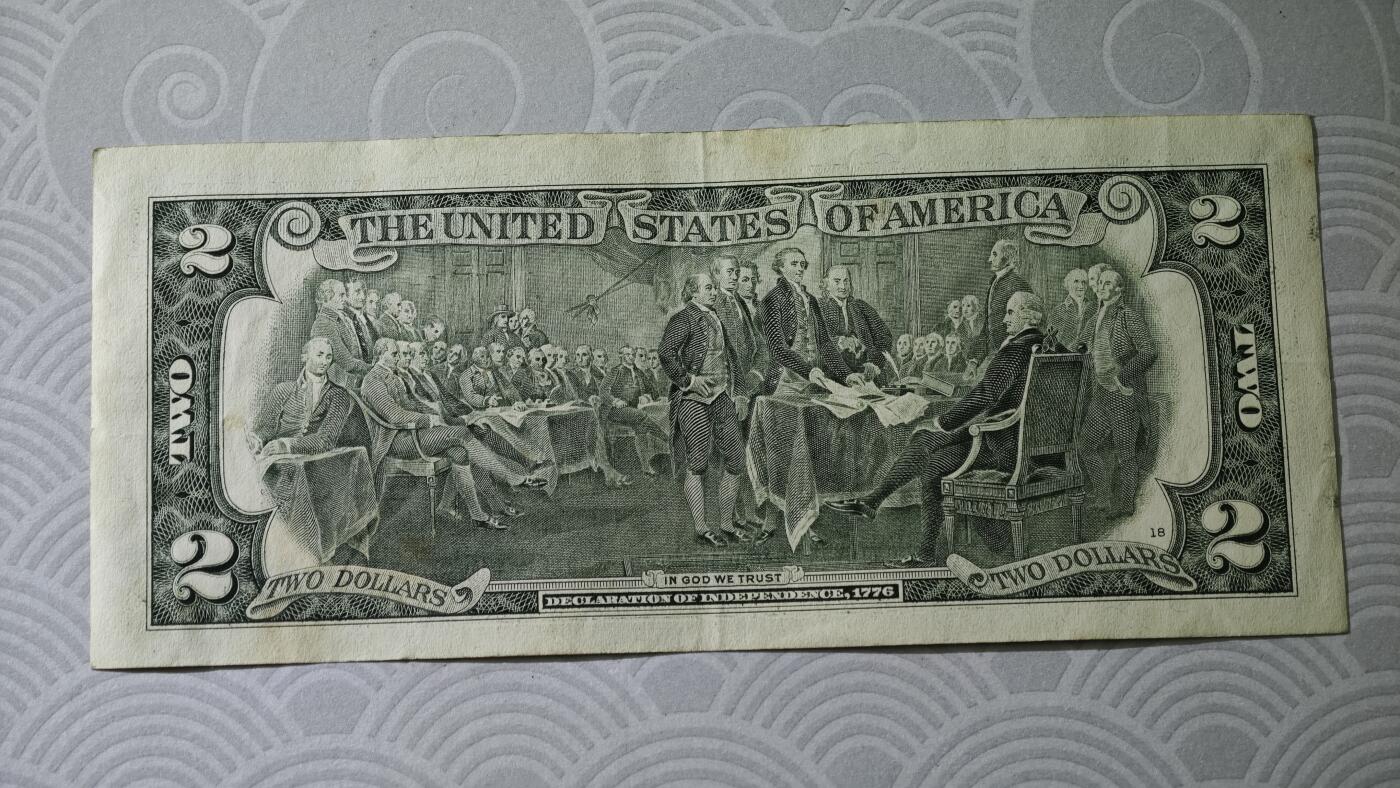 THE UNITED STATES OF AMERICA
2 2
TWO TWO
2 2
18
TWO DOLLARS TWO DOLLARS
IN GOD WE TRUST
DECLARATION OF INDEPENDENCE, 1776